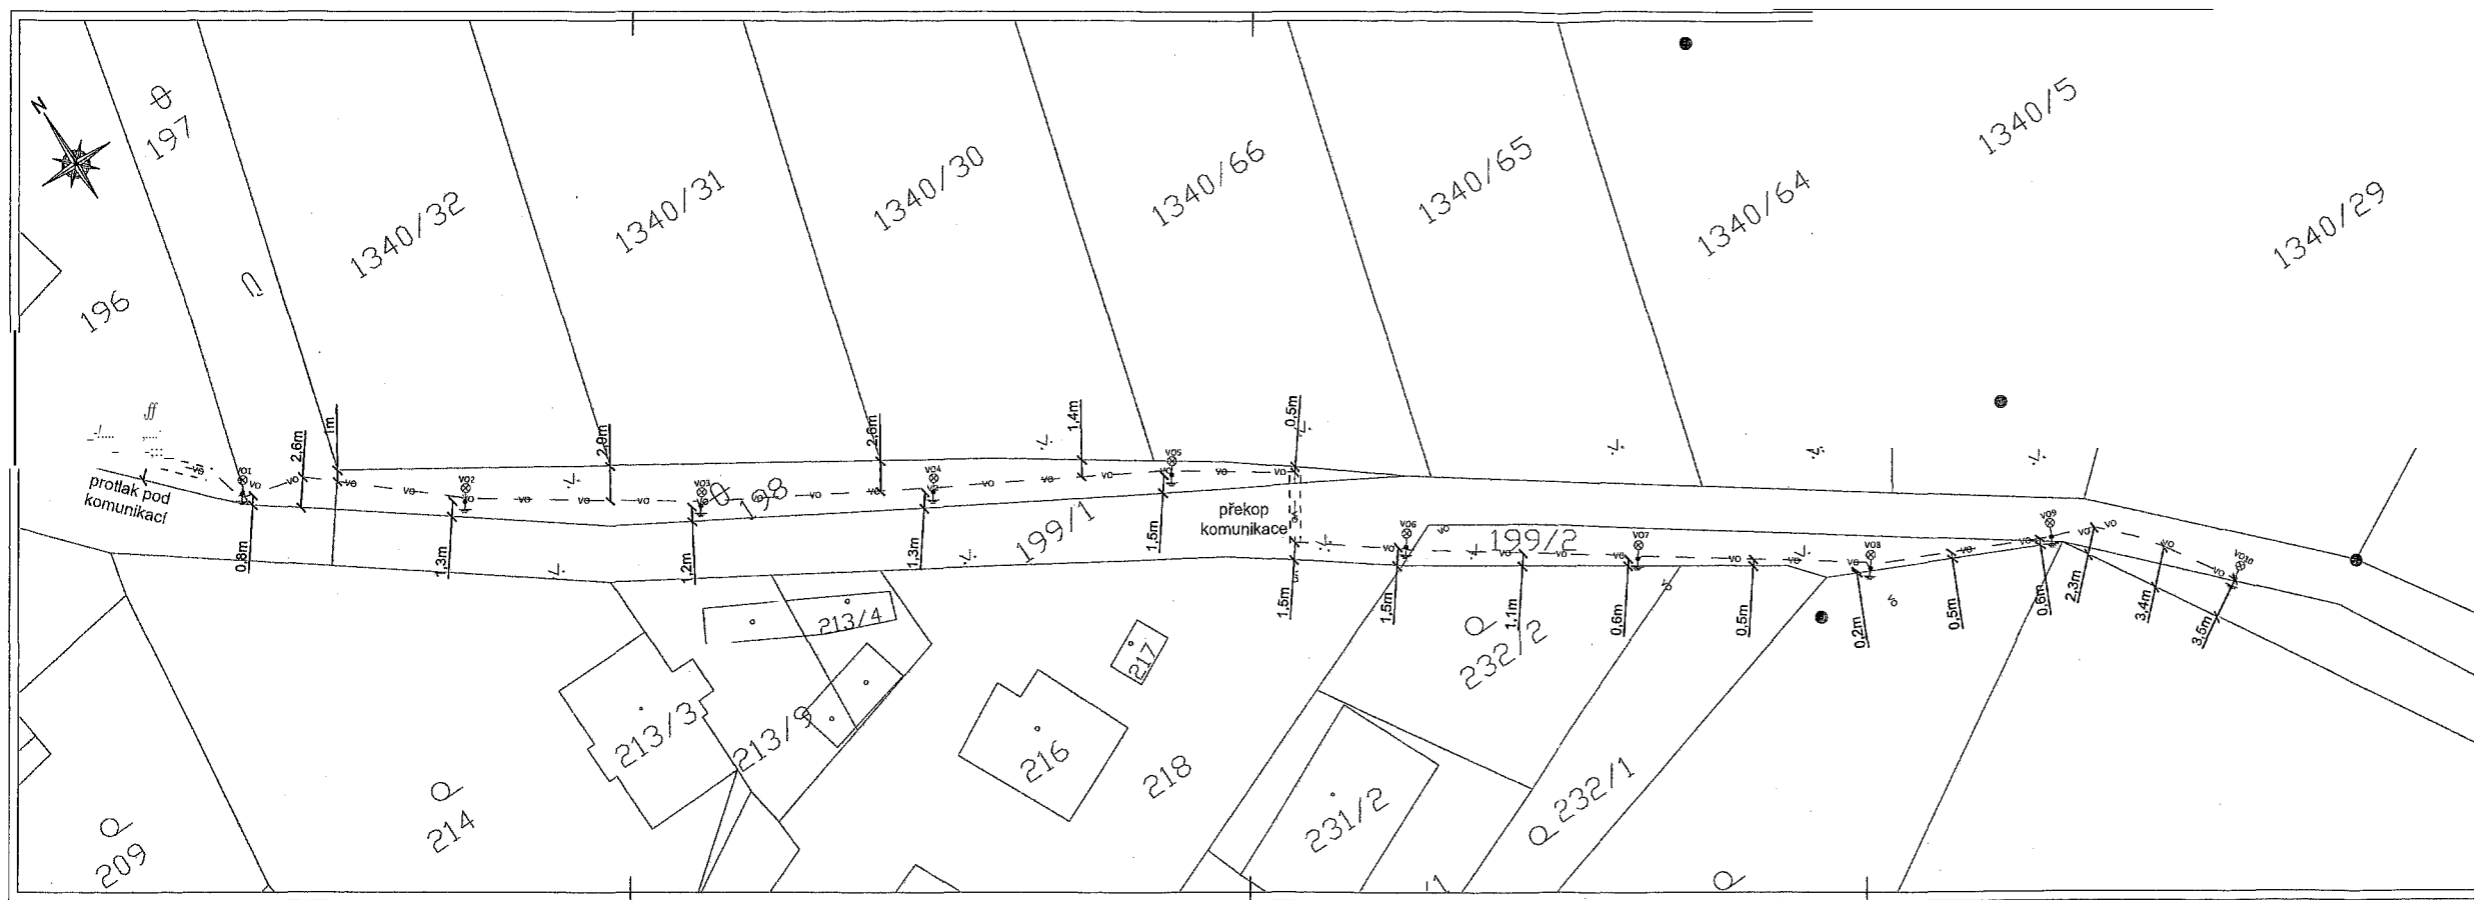 N
197
196
1340/32
1340/31
1340/30
1340/66
1340/65
1340/64
1340/5
1340/29
protlak pod
komunikací
VO1
VO2
VO3
VO4
VO5
2,6m
1m
2,9m
2,6m
1,4m
0,5m
0,8m
1,3m
1,2m
1,3m
1,5m
198
199/1
překop
komunikace
199/2
VO6
VO7
VO8
VO9
VO10
1,5m
1,5m
1,1m
0,6m
0,5m
0,2m
0,5m
0,6m
2,3m
3,4m
3,5m
213/4
213/3
213/9
217
216
218
232/2
232/1
231/2
214
209